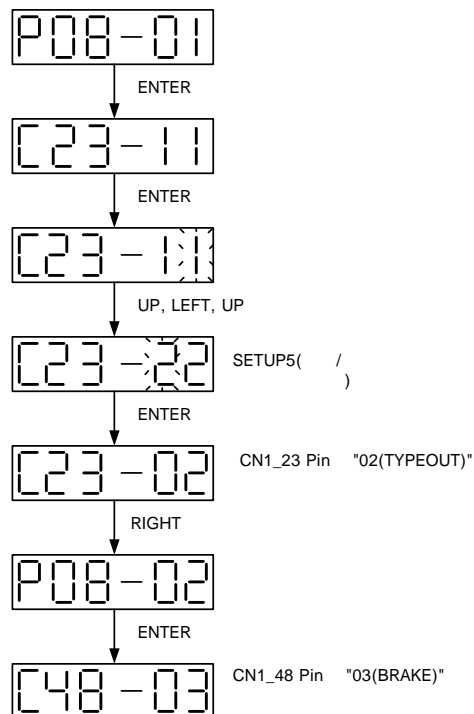 P08-01
ENTER
C23-11
ENTER
C23-11
UP, LEFT, UP
C23-22
SETUP5( /
)
ENTER
C23-02
CN1_23 Pin "02(TYPEOUT)"
RIGHT
P08-02
ENTER
C48-03
CN1_48 Pin "03(BRAKE)"